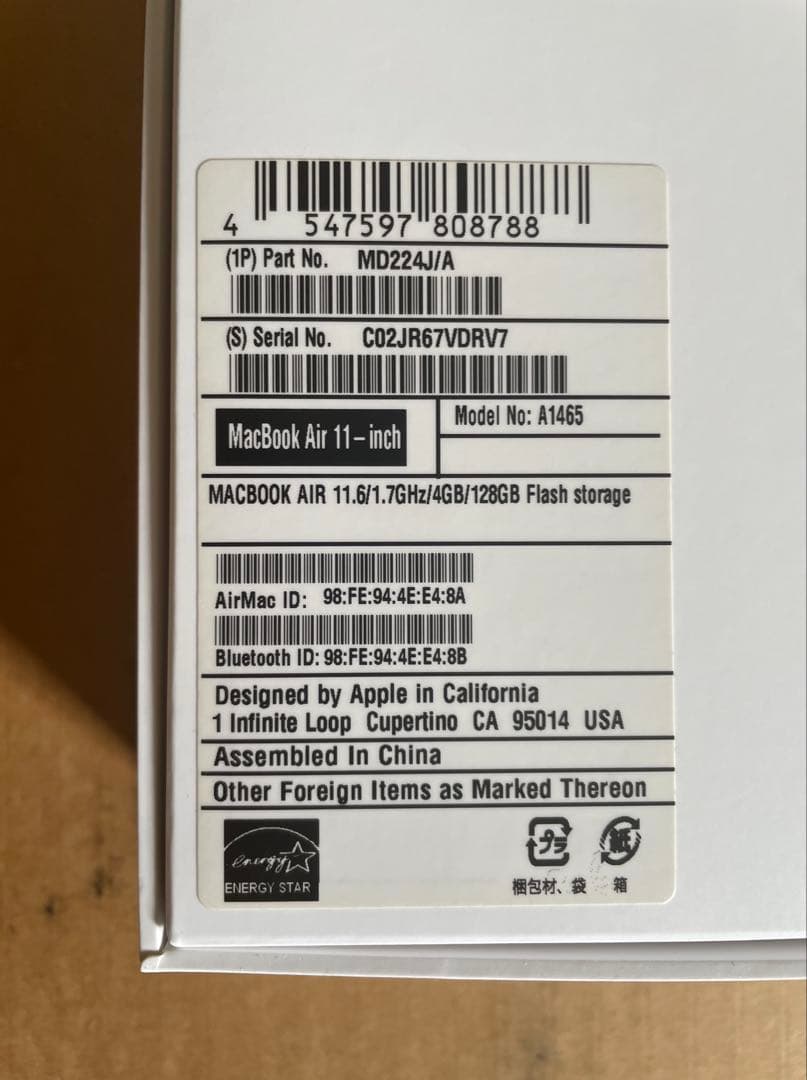 4 547597 808788
(1P) Part No. MD224J/A
(S) Serial No. C02JR67VDRV7
MacBook Air 11-inch
Model No: A1465
MACBOOK AIR 11.6/1.7GHz/4GB/128GB Flash storage
AirMac ID: 98:FE:94:4E:E4:8A
Bluetooth ID: 98:FE:94:4E:E4:8B
Designed by Apple in California
1 Infinite Loop Cupertino CA 95014 USA
Assembled In China
Other Foreign Items as Marked Thereon
energy
ENERGY STAR
プラ
紙
梱包材、袋
箱